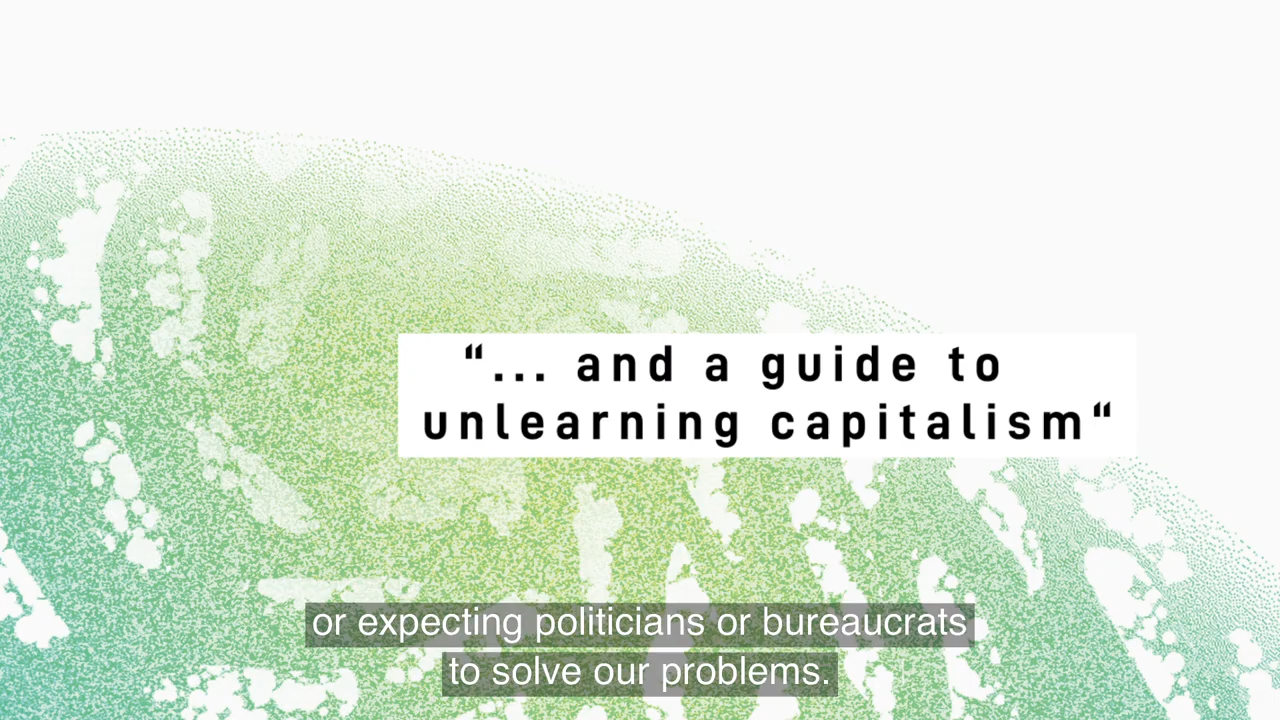 “... and a guide to
unlearning capitalism“
or expecting politicians or bureaucrats
to solve our problems.